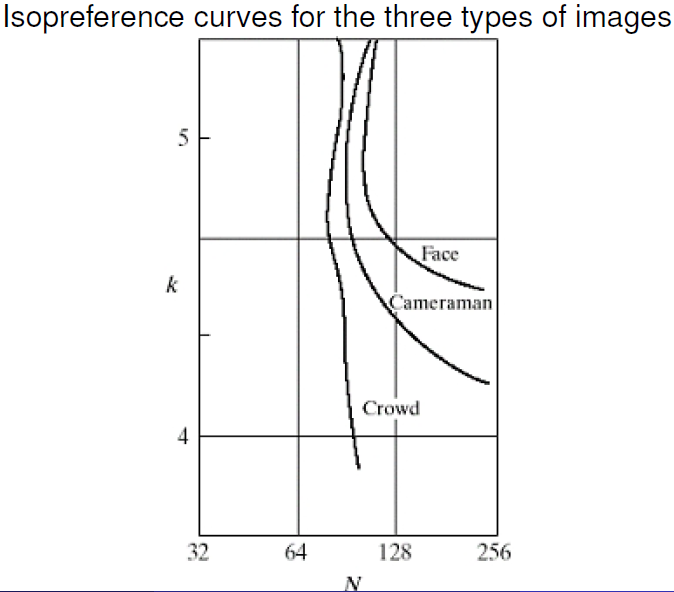 Isopreference curves for the three types of images
5
Face
k
Cameraman
Crowd
4
32 64 128 256
N